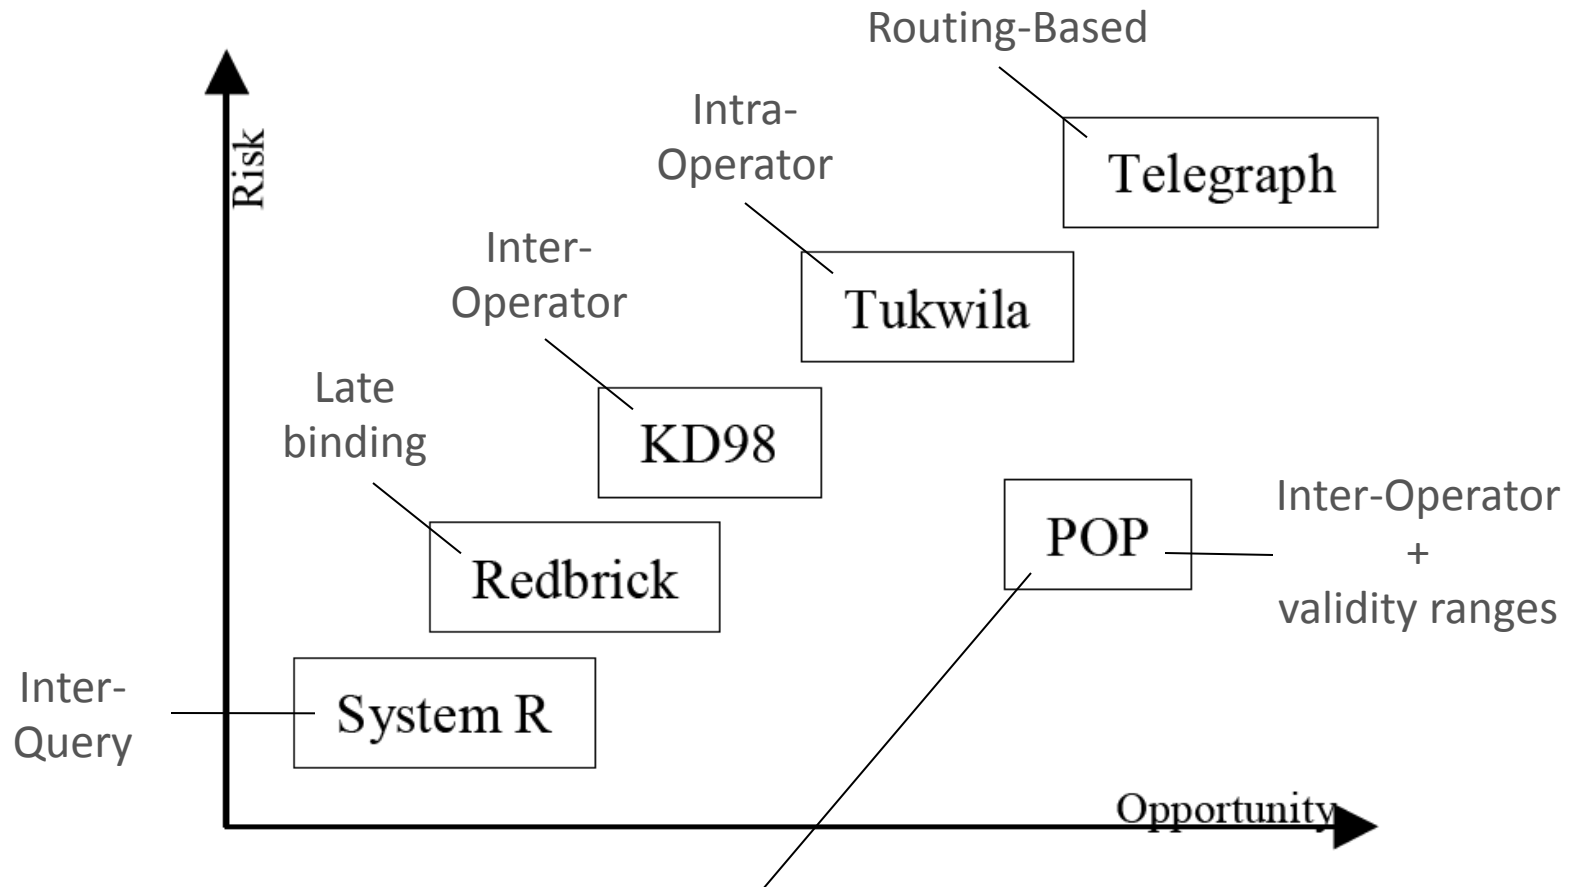 Routing-Based
Risk
Intra-
Operator
Telegraph
Inter-
Operator
Tukwila
Late
binding
KD98
POP
Inter-Operator
+
validity ranges
Redbrick
Inter-
Query
System R
Opportunity